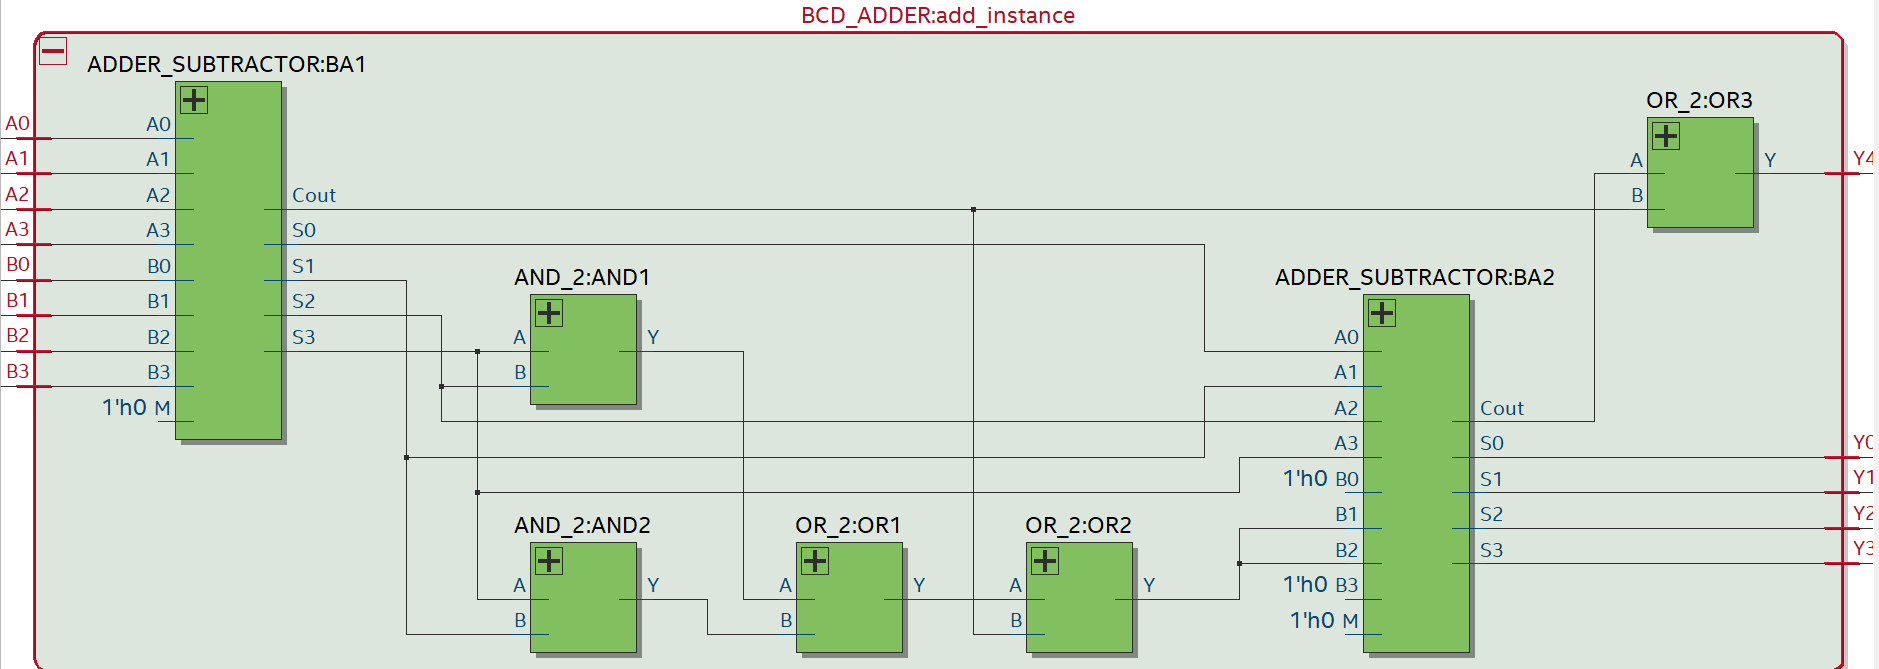 BCD_ADDER:add_instance
ADDER_SUBTRACTOR:BA1
A0
A1
A2
A3
B0
B1
B2
B3
A0
A1
A2
A3
B0
B1
B2
B3
1'h0 M
Cout
S0
S1
S2
S3
AND_2:AND1
A
B
Y
AND_2:AND2
A
B
Y
OR_2:OR1
A
B
Y
OR_2:OR2
A
B
Y
ADDER_SUBTRACTOR:BA2
A0
A1
A2
A3
1'h0 B0
B1
B2
1'h0 B3
1'h0 M
Cout
S0
S1
S2
S3
OR_2:OR3
A
B
Y
Y4
Y0
Y1
Y2
Y3